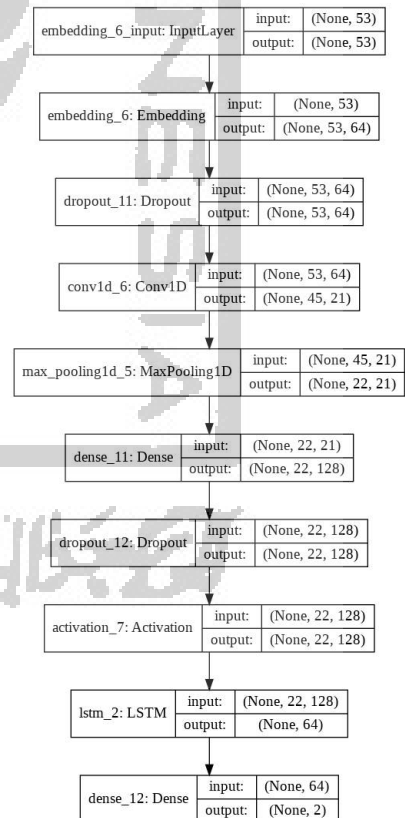 embedding_6_input: InputLayer
input: (None, 53)
output: (None, 53)
embedding_6: Embedding
input: (None, 53)
output: (None, 53, 64)
dropout_11: Dropout
input: (None, 53, 64)
output: (None, 53, 64)
conv1d_6: Conv1D
input: (None, 53, 64)
output: (None, 45, 21)
max_pooling1d_5: MaxPooling1D
input: (None, 45, 21)
output: (None, 22, 21)
dense_11: Dense
input: (None, 22, 21)
output: (None, 22, 128)
dropout_12: Dropout
input: (None, 22, 128)
output: (None, 22, 128)
activation_7: Activation
input: (None, 22, 128)
output: (None, 22, 128)
lstm_2: LSTM
input: (None, 22, 128)
output: (None, 64)
dense_12: Dense
input: (None, 64)
output: (None, 2)